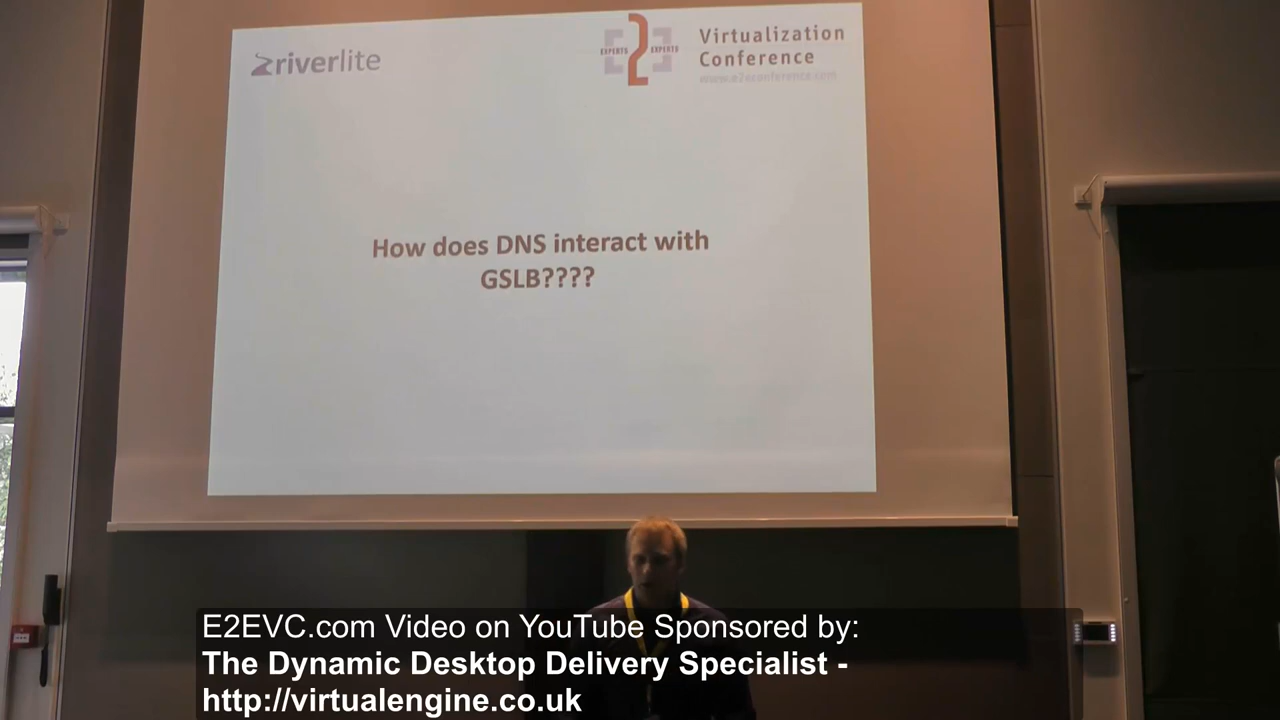 riverlite
EXPERTS 2 EXPERTS
Virtualization
Conference
How does DNS interact with
GSLB????
E2EVC.com Video on YouTube Sponsored by:
The Dynamic Desktop Delivery Specialist -
http://virtualengine.co.uk